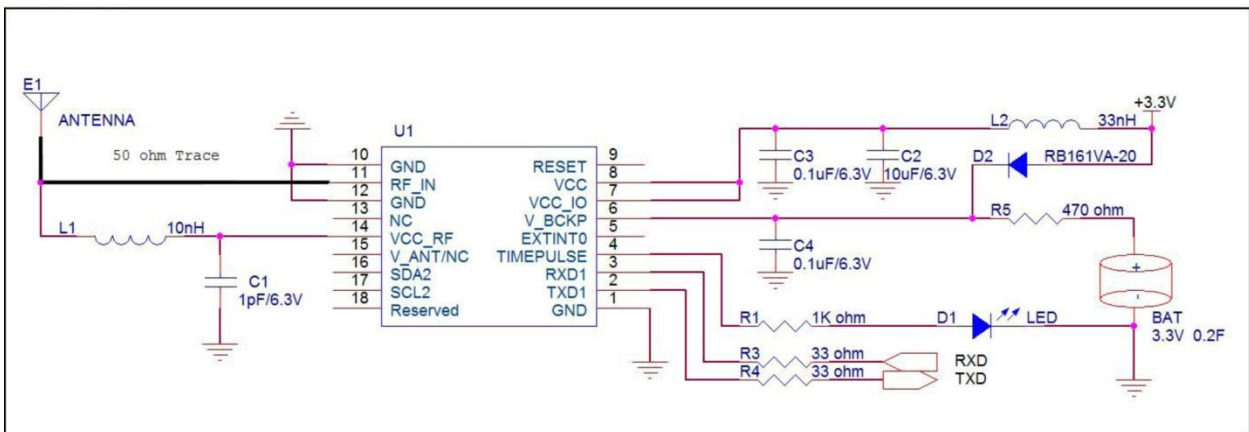 E1
ANTENNA
50 ohm Trace
L1 10nH
C1
1pF/6.3V
U1
10 GND
11 RF_IN
12 GND
13 NC
14 VCC_RF
15 V_ANT/NC
16 SDA2
17 SCL2
18 Reserved
RESET 9
VCC 8
VCC_IO 7
V_BCKP 6
EXTINT0 5
TIMEPULSE 4
RXD1 3
TXD1 2
GND 1
+3.3V
L2 33nH
C3
0.1uF/6.3V
C2
10uF/6.3V
D2 RB161VA-20
R5 470 ohm
C4
0.1uF/6.3V
+
-
BAT
3.3V 0.2F
R1 1K ohm D1 LED
R3 33 ohm RXD
R4 33 ohm TXD